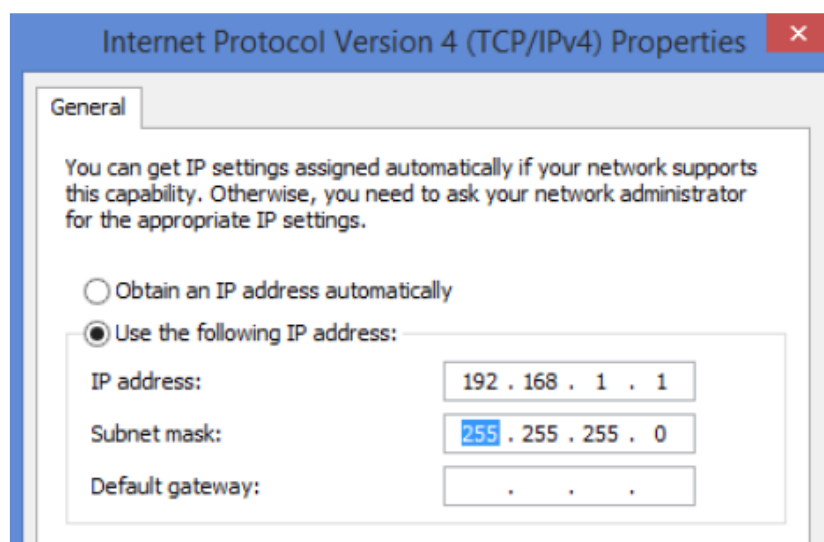 Internet Protocol Version 4 (TCP/IPv4) Properties
General
You can get IP settings assigned automatically if your network supports
this capability. Otherwise, you need to ask your network administrator
for the appropriate IP settings.
Obtain an IP address automatically
Use the following IP address:
IP address: 192 . 168 . 1 . 1
Subnet mask: 255 . 255 . 255 . 0
Default gateway: . . .